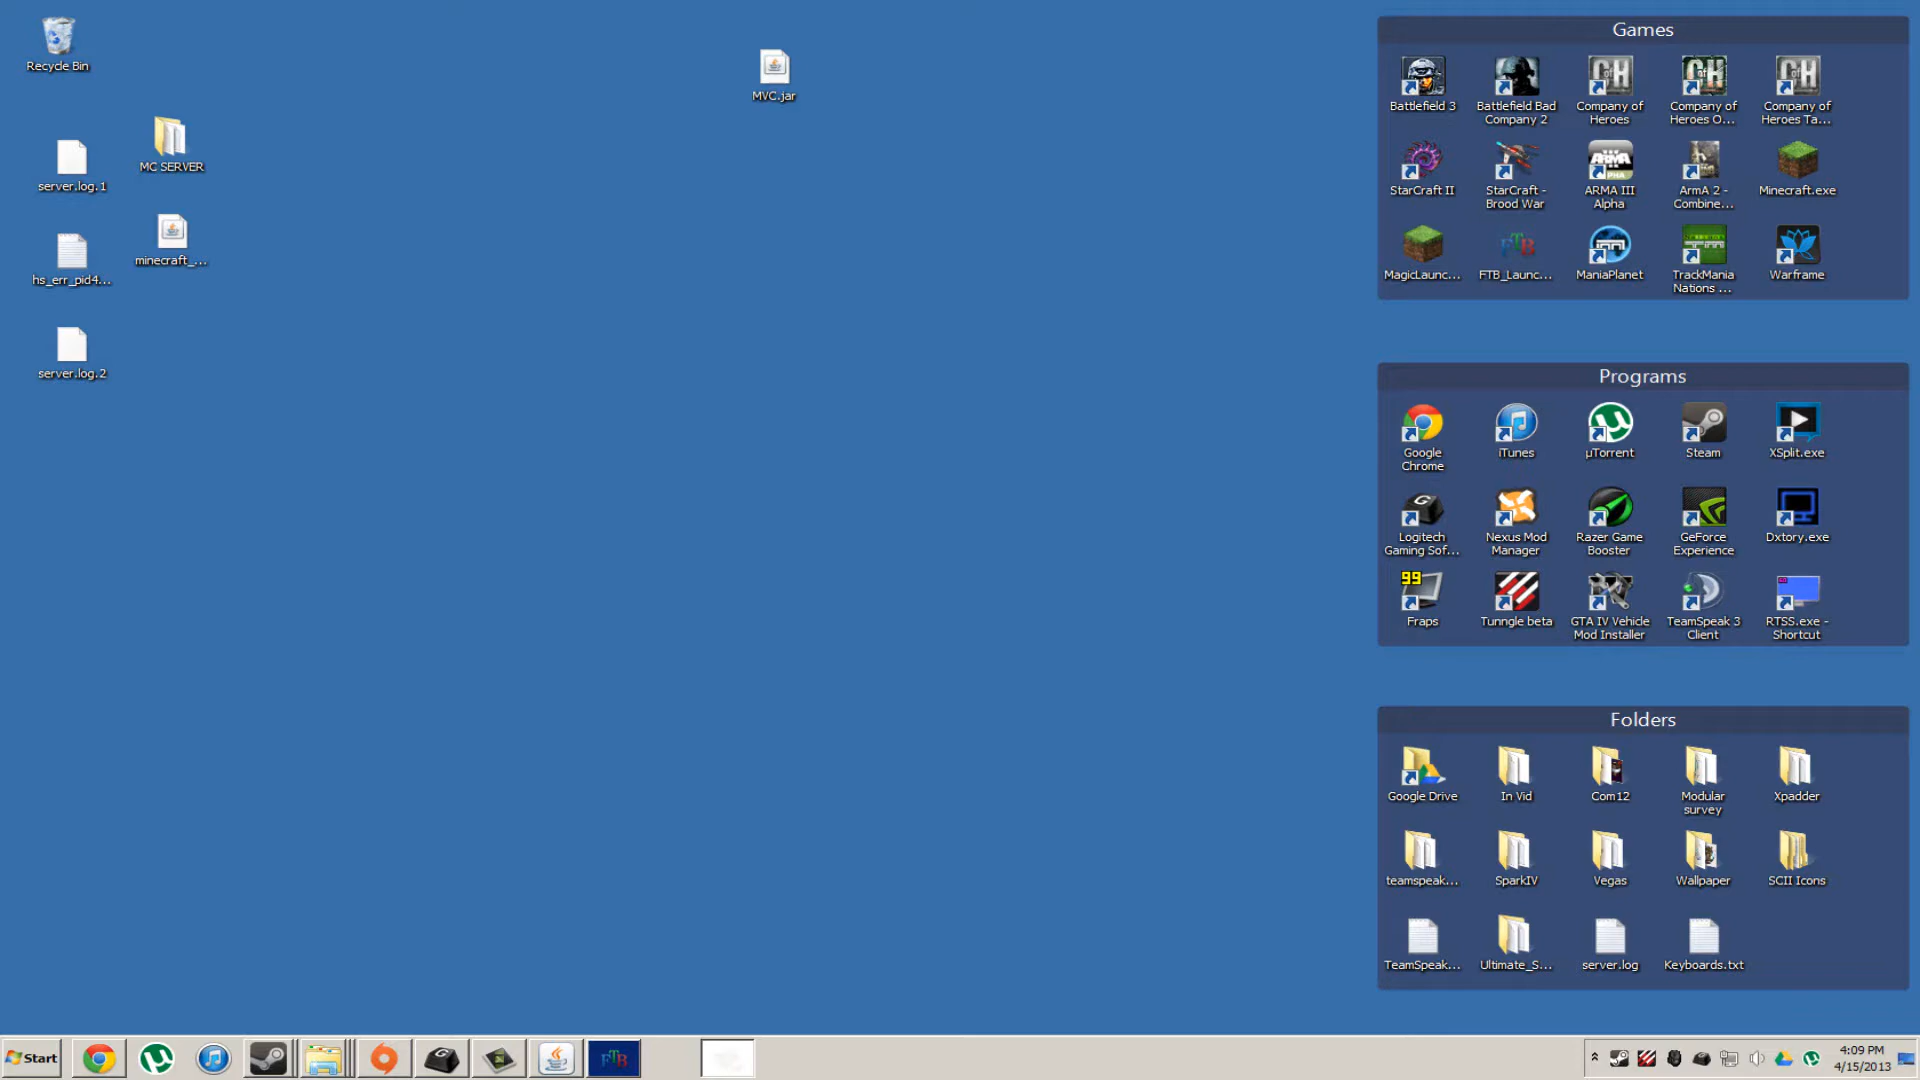 Recycle Bin
server.log.1
hs_err_pid4...
server.log.2
MC SERVER
minecraft_...
MVC.jar
Games
Battlefield 3
Battlefield Bad
Company 2
Company of
Heroes
Company of
Heroes O...
Company of
Heroes Ta...
StarCraft II
StarCraft -
Brood War
ARMA III
Alpha
ArmA 2 -
Combine...
Minecraft.exe
MagicLaunc...
FTB_Launc...
ManiaPlanet
TrackMania
Nations ...
Warframe
Programs
Google
Chrome
iTunes
µTorrent
Steam
XSplit.exe
Logitech
Gaming Sof...
Nexus Mod
Manager
Razer Game
Booster
GeForce
Experience
Dxtory.exe
99
Fraps
Tunngle beta
GTA IV Vehicle
Mod Installer
TeamSpeak 3
Client
RTSS.exe -
Shortcut
Folders
Google Drive
In Vid
Com12
Modular
survey
Xpadder
teamspeak...
SparkIV
Vegas
Wallpaper
SCII Icons
TeamSpeak...
Ultimate_S...
server.log
Keyboards.txt
Start
FTB
4:09 PM
4/15/2013